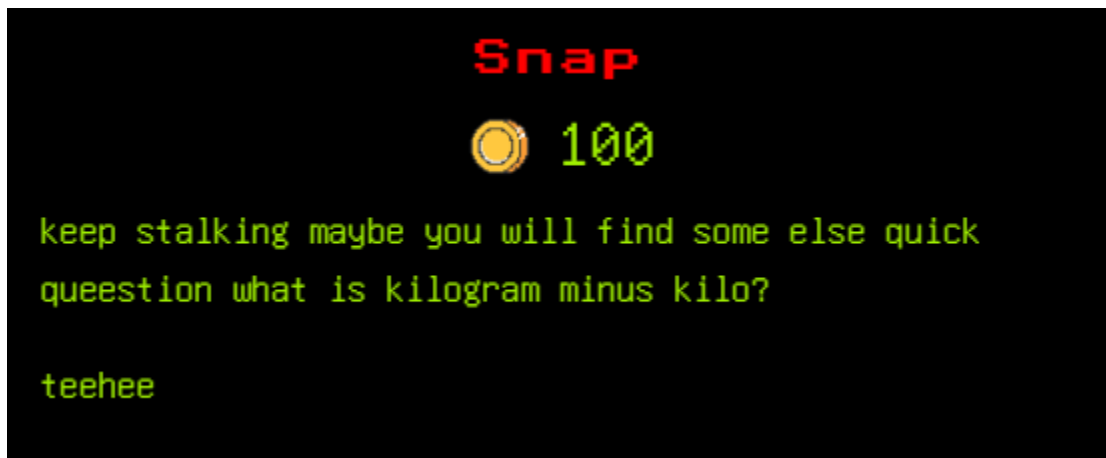 Snap
100
keep stalking maybe you will find some else quick
queestion what is kilogram minus kilo?
teehee